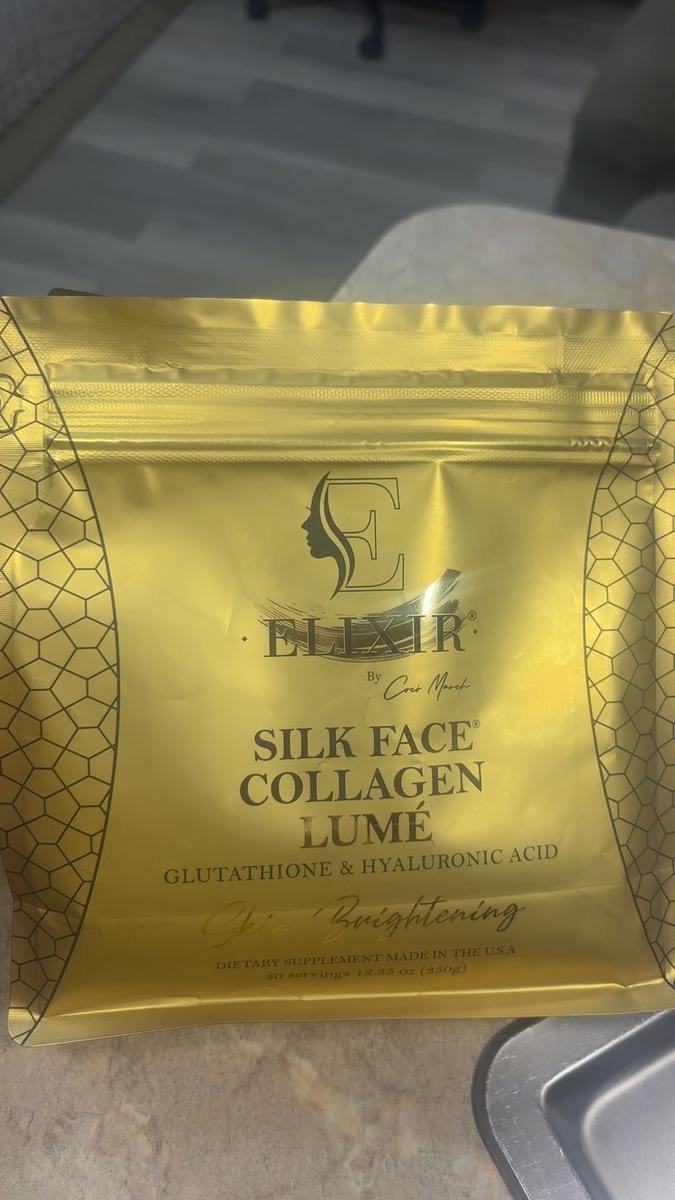 E
ELIXIR®
By Coco March
SILK FACE®
COLLAGEN
LUMÉ
GLUTATHIONE & HYALURONIC ACID
Skin Brightening
DIETARY SUPPLEMENT MADE IN THE U.S.A
30 servings 12.35 oz (350g)